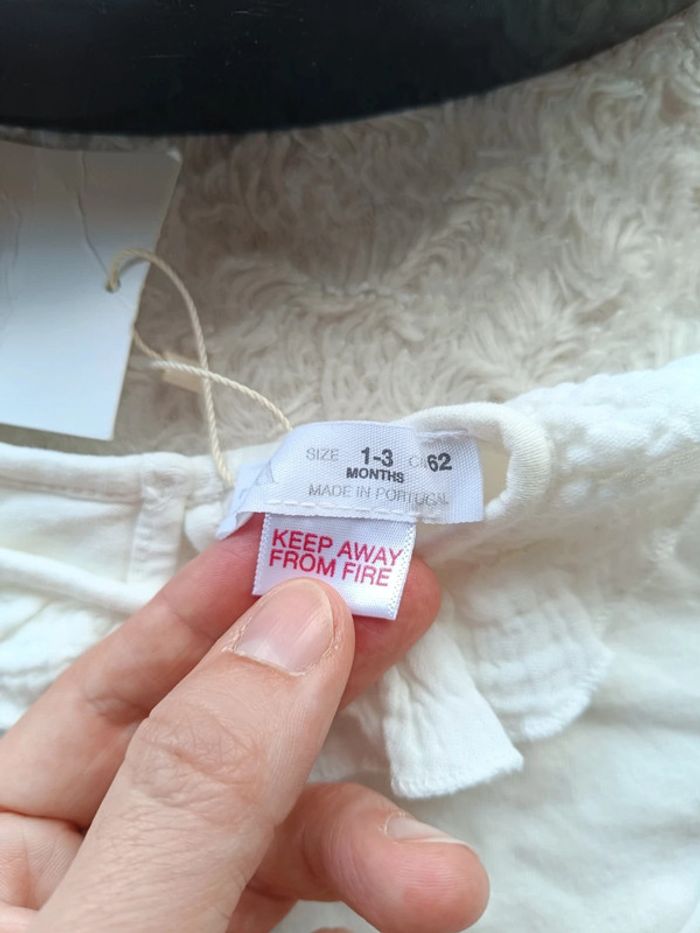 SIZE 1-3 CM 62
MONTHS
MADE IN PORTUGAL
KEEP AWAY
FROM FIRE